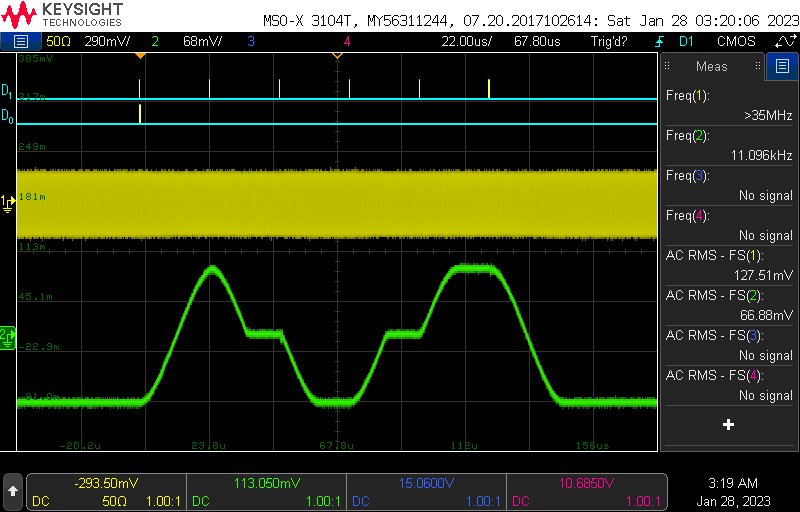 KEYSIGHT
TECHNOLOGIES
MSO-X 3104T, MY56311244, 07.20.2017102614: Sat Jan 28 03:20:06 2023
50Ω 290mV/ 2 68mV/ 3 4 22.00us/ 67.80us Trig'd? D1 CMOS
385mV
Meas
D1
317m
Freq(1):
D0
>35MHz
Freq(2):
249m
11.096kHz
Freq(3):
1 181m
No signal
Freq(4):
No signal
113m
AC RMS - FS(1):
127.51mV
45.1m
AC RMS - FS(2):
66.88mV
2
-22.9m
AC RMS - FS(3):
No signal
AC RMS - FS(4):
No signal
-20.2u 23.8u 67.8u 112u 156us
-293.50mV 113.050mV 15.0600V 10.6850V
3:19 AM
DC 50Ω 1.00:1 DC 1.00:1 DC 1.00:1 DC 1.00:1
Jan 28, 2023